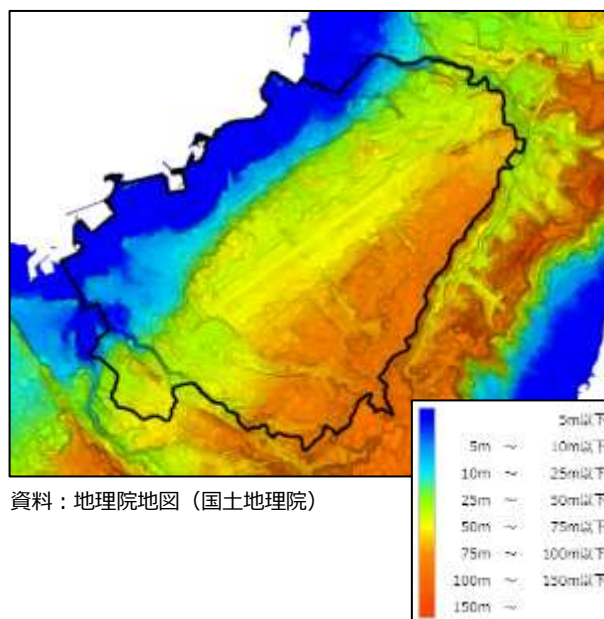 資料：地理院地図（国土地理院）
5m以下
5m ～ 10m以下
10m ～ 25m以下
25m ～ 50m以下
50m ～ 75m以下
75m ～ 100m以下
100m ～ 150m以下
150m ～